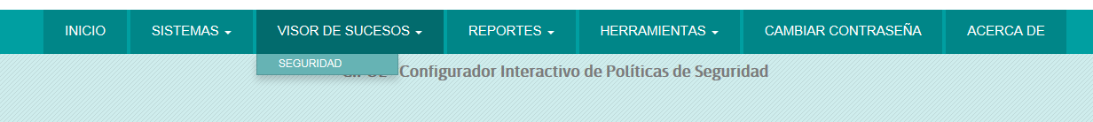 INICIO
SISTEMAS
VISOR DE SUCESOS
REPORTES
HERRAMIENTAS
CAMBIAR CONTRASEÑA
ACERCA DE
SEGURIDAD
Configurador Interactivo de Políticas de Seguridad